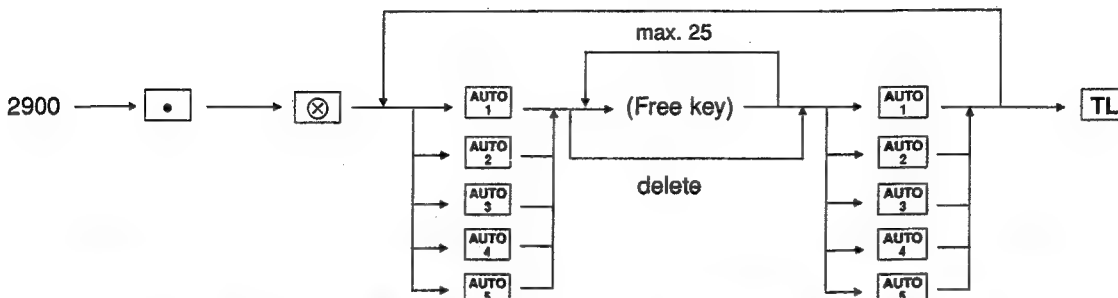 max. 25
2900
•
⊗
AUTO 1
(Free key)
AUTO 1
TL
AUTO 2
AUTO 2
delete
AUTO 3
AUTO 3
AUTO 4
AUTO 4
AUTO 5
AUTO 5